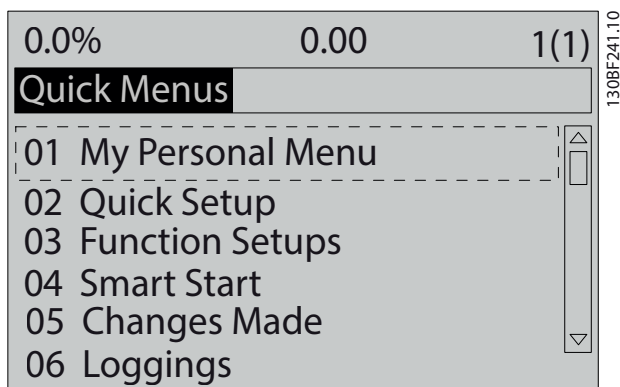 0.0% 0.00 1(1)
Quick Menus
01 My Personal Menu
02 Quick Setup
03 Function Setups
04 Smart Start
05 Changes Made
06 Loggings
130BF241.10